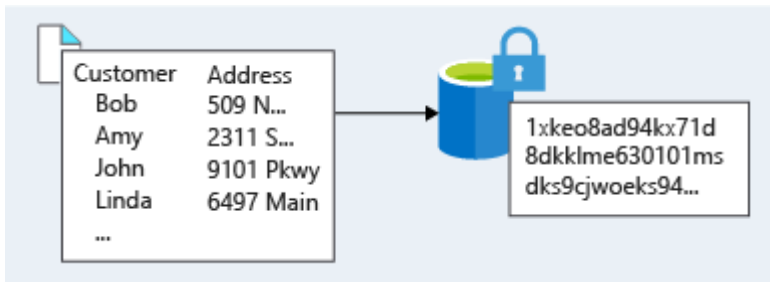 Customer Address
Bob 509 N...
Amy 2311 S...
John 9101 Pkwy
Linda 6497 Main
...
1xkeo8ad94kx71d
8dkklme630101ms
dks9cjwoeks94...